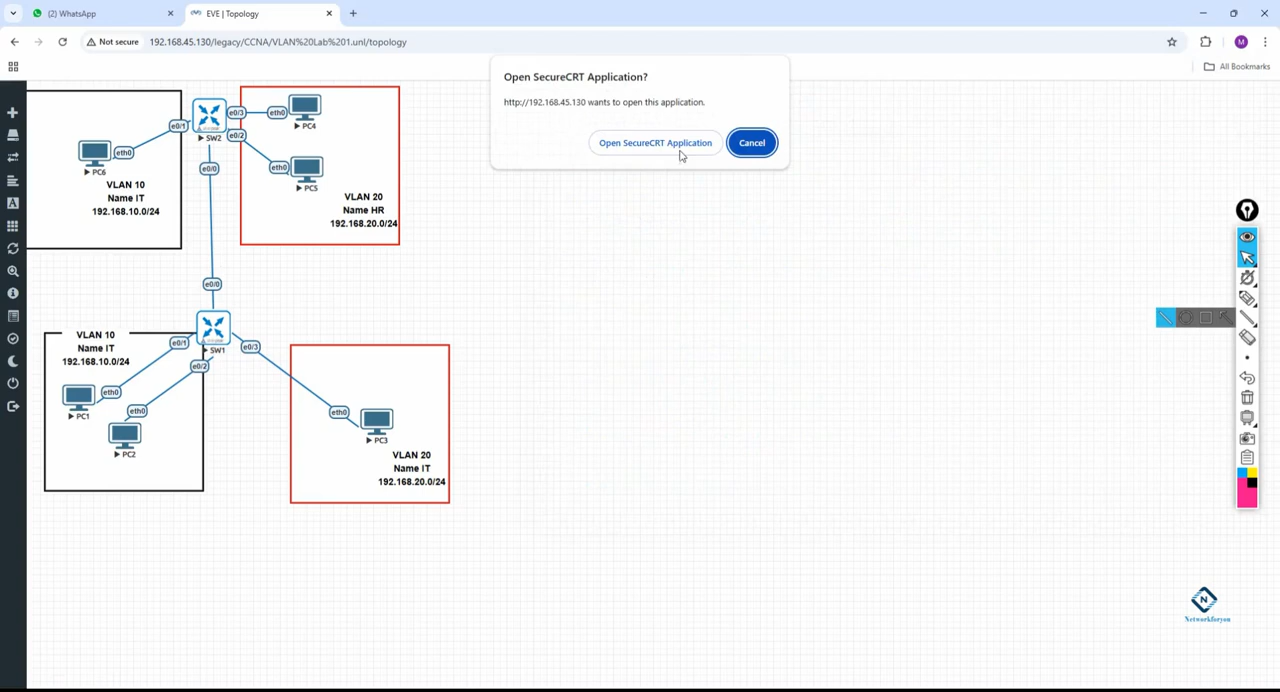 (2) WhatsApp
EVE | Topology
Not secure
192.168.45.130/legacy/CCNA/VLAN%20Lab%201.unl/topology
M
All Bookmarks
Open SecureCRT Application?
http://192.168.45.130 wants to open this application.
Open SecureCRT Application
Cancel
e0/1
SW2
e0/3
eth0
PC4
e0/2
eth0
PC6
eth0
PC5
e0/0
VLAN 10
Name IT
192.168.10.0/24
VLAN 20
Name HR
192.168.20.0/24
e0/0
VLAN 10
Name IT
192.168.10.0/24
e0/1
SW1
e0/3
e0/2
PC1
eth0
eth0
PC2
eth0
PC3
VLAN 20
Name IT
192.168.20.0/24
N
Networkforyou